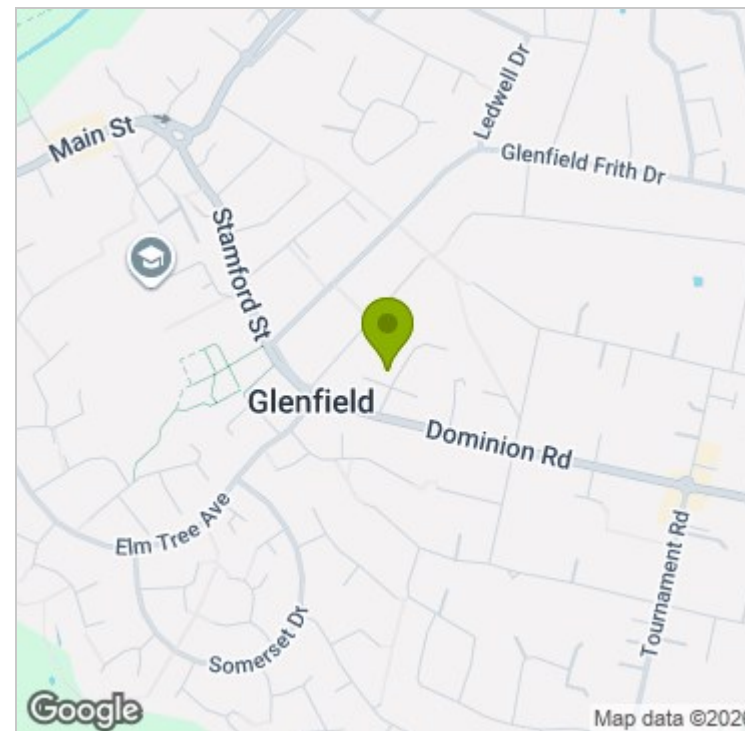 Ledwell Dr
Main St
Glenfield Frith Dr
Stamford St
Glenfield
Dominion Rd
Elm Tree Ave
Tournament Rd
Somerset Dr
Google
Map data ©2026